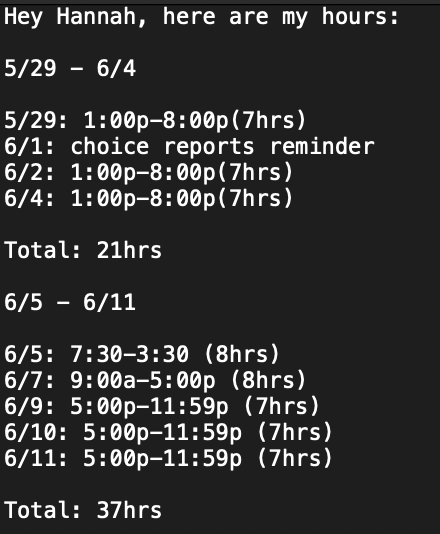 Hey Hannah, here are my hours:
5/29 – 6/4
5/29: 1:00p–8:00p(7hrs)
6/1: choice reports reminder
6/2: 1:00p–8:00p(7hrs)
6/4: 1:00p–8:00p(7hrs)
Total: 21hrs
6/5 – 6/11
6/5: 7:30–3:30 (8hrs)
6/7: 9:00a–5:00p (8hrs)
6/9: 5:00p–11:59p (7hrs)
6/10: 5:00p–11:59p (7hrs)
6/11: 5:00p–11:59p (7hrs)
Total: 37hrs